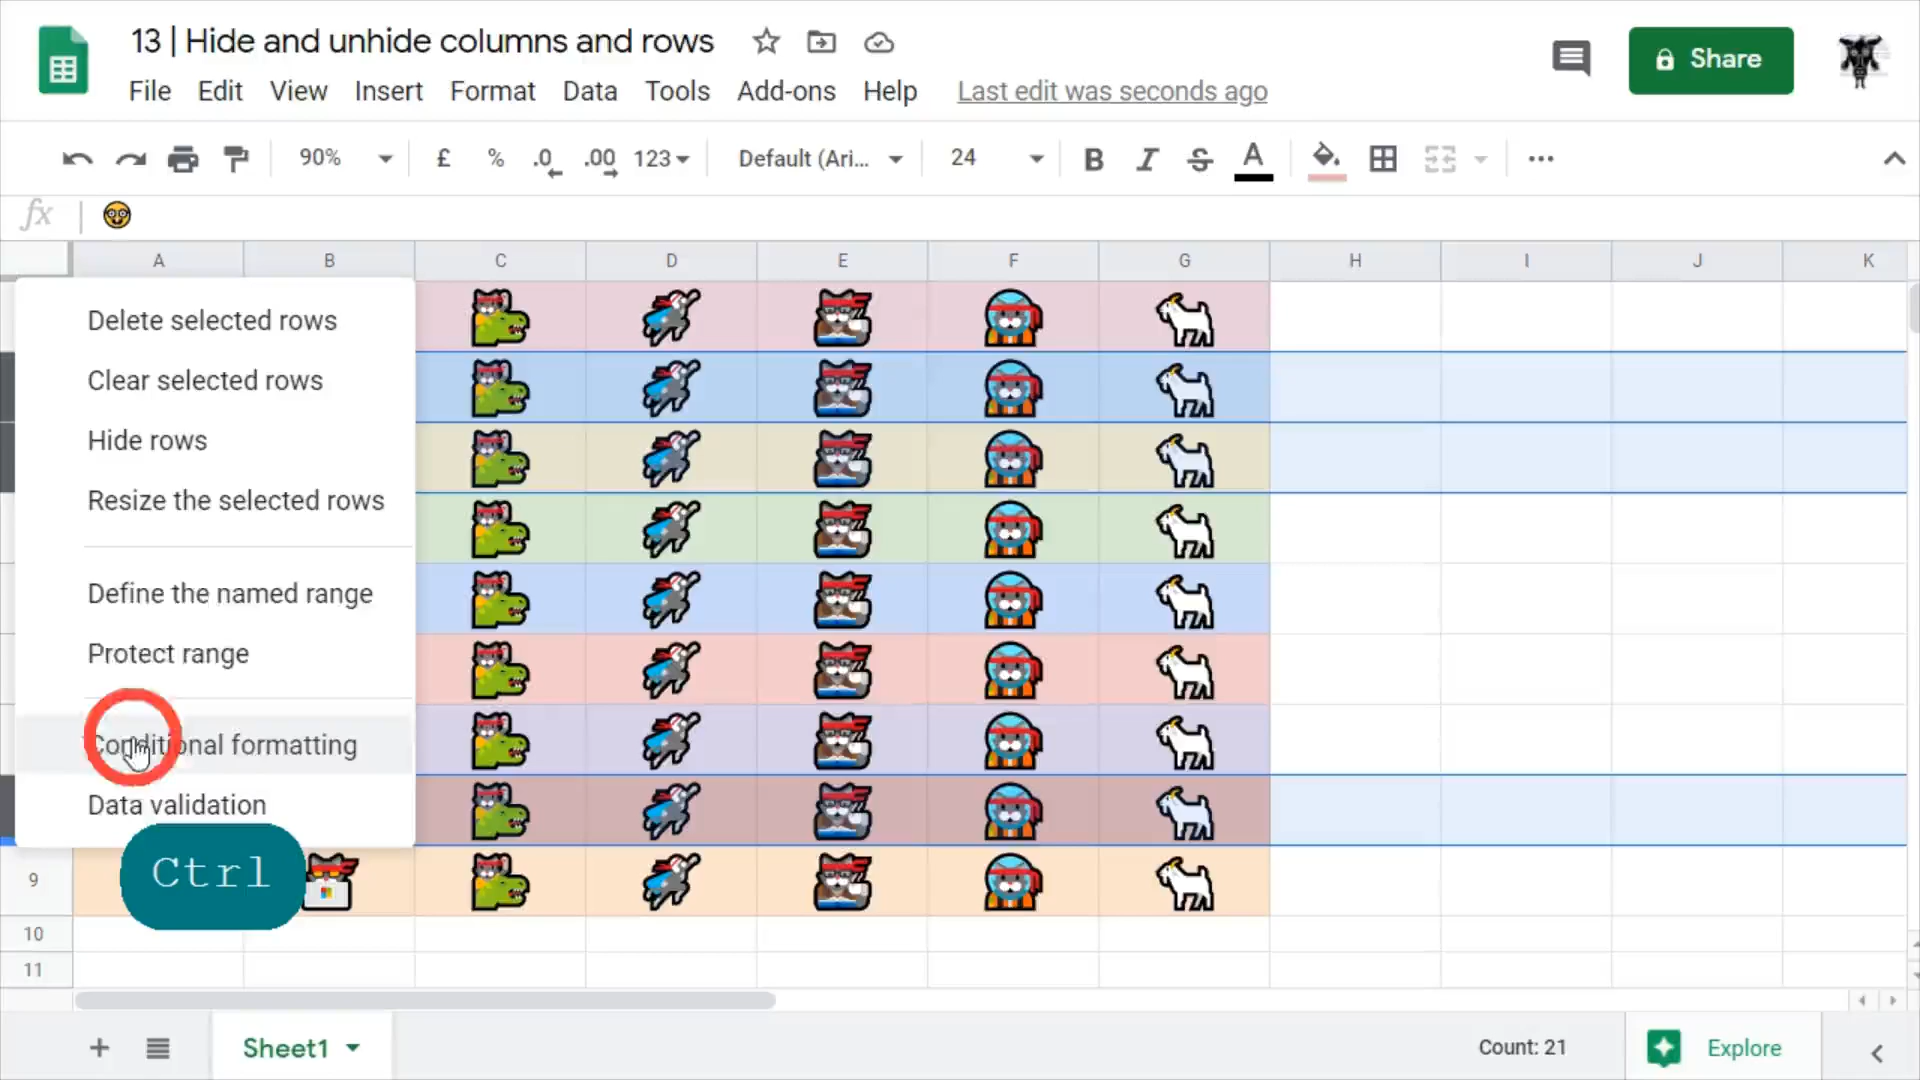 13 | Hide and unhide columns and rows
Share
File Edit View Insert Format Data Tools Add-ons Help Last edit was seconds ago
90% £ % .0 .00 123 Default (Ari... 24 B I S A ...
fx
A B C D E F G H I J K
Delete selected rows
Clear selected rows
Hide rows
Resize the selected rows
Define the named range
Protect range
Conditional formatting
Data validation
Ctrl
9
10
11
Sheet1 Count: 21 Explore